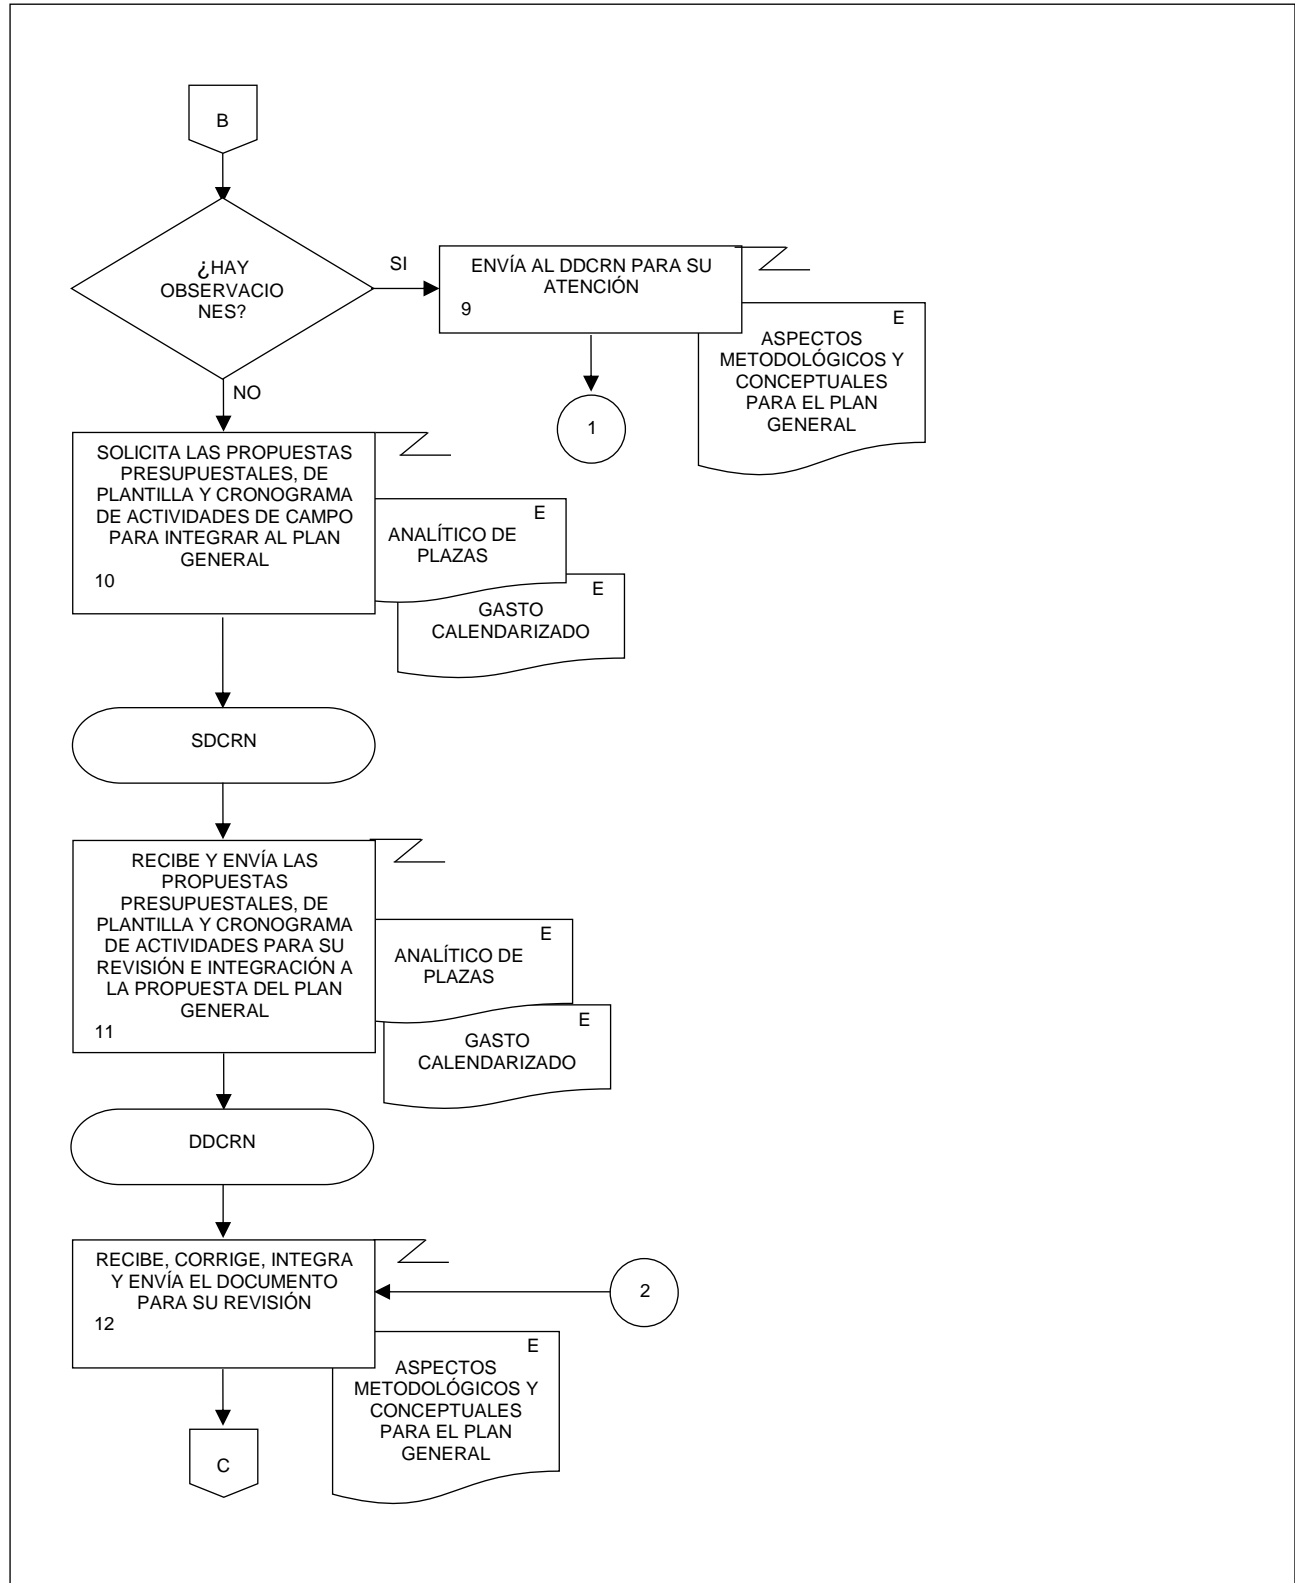 B
¿HAY
OBSERVACIO
NES?
SI
ENVÍA AL DDCRN PARA SU
ATENCIÓN
9
E
ASPECTOS
METODOLÓGICOS Y
CONCEPTUALES
PARA EL PLAN
GENERAL
1
NO
SOLICITA LAS PROPUESTAS
PRESUPUESTALES, DE
PLANTILLA Y CRONOGRAMA
DE ACTIVIDADES DE CAMPO
PARA INTEGRAR AL PLAN
GENERAL
10
E
ANALÍTICO DE
PLAZAS
E
GASTO
CALENDARIZADO
SDCRN
RECIBE Y ENVÍA LAS
PROPUESTAS
PRESUPUESTALES, DE
PLANTILLA Y CRONOGRAMA
DE ACTIVIDADES PARA SU
REVISIÓN E INTEGRACIÓN A
LA PROPUESTA DEL PLAN
GENERAL
11
E
ANALÍTICO DE
PLAZAS
E
GASTO
CALENDARIZADO
DDCRN
RECIBE, CORRIGE, INTEGRA
Y ENVÍA EL DOCUMENTO
PARA SU REVISIÓN
12
2
E
ASPECTOS
METODOLÓGICOS Y
CONCEPTUALES
PARA EL PLAN
GENERAL
C